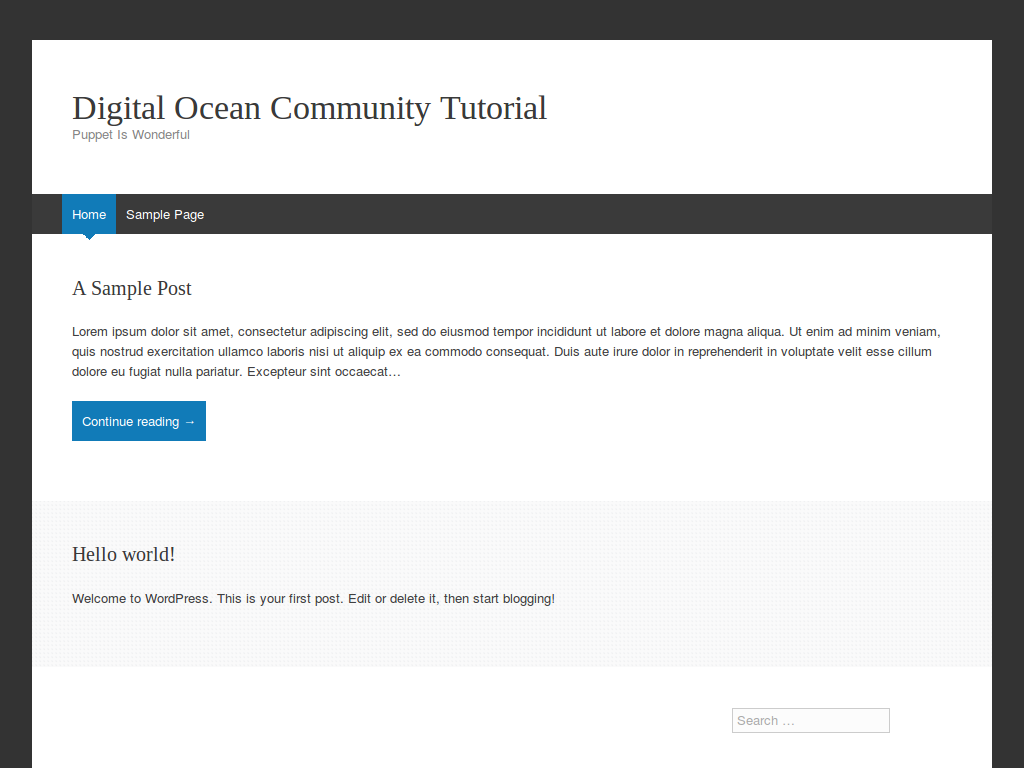 Digital Ocean Community Tutorial
Puppet Is Wonderful
Home Sample Page
A Sample Post
Lorem ipsum dolor sit amet, consectetur adipiscing elit, sed do eiusmod tempor incididunt ut labore et dolore magna aliqua. Ut enim ad minim veniam,
quis nostrud exercitation ullamco laboris nisi ut aliquip ex ea commodo consequat. Duis aute irure dolor in reprehenderit in voluptate velit esse cillum
dolore eu fugiat nulla pariatur. Excepteur sint occaecat…
Continue reading →
Hello world!
Welcome to WordPress. This is your first post. Edit or delete it, then start blogging!
Search …